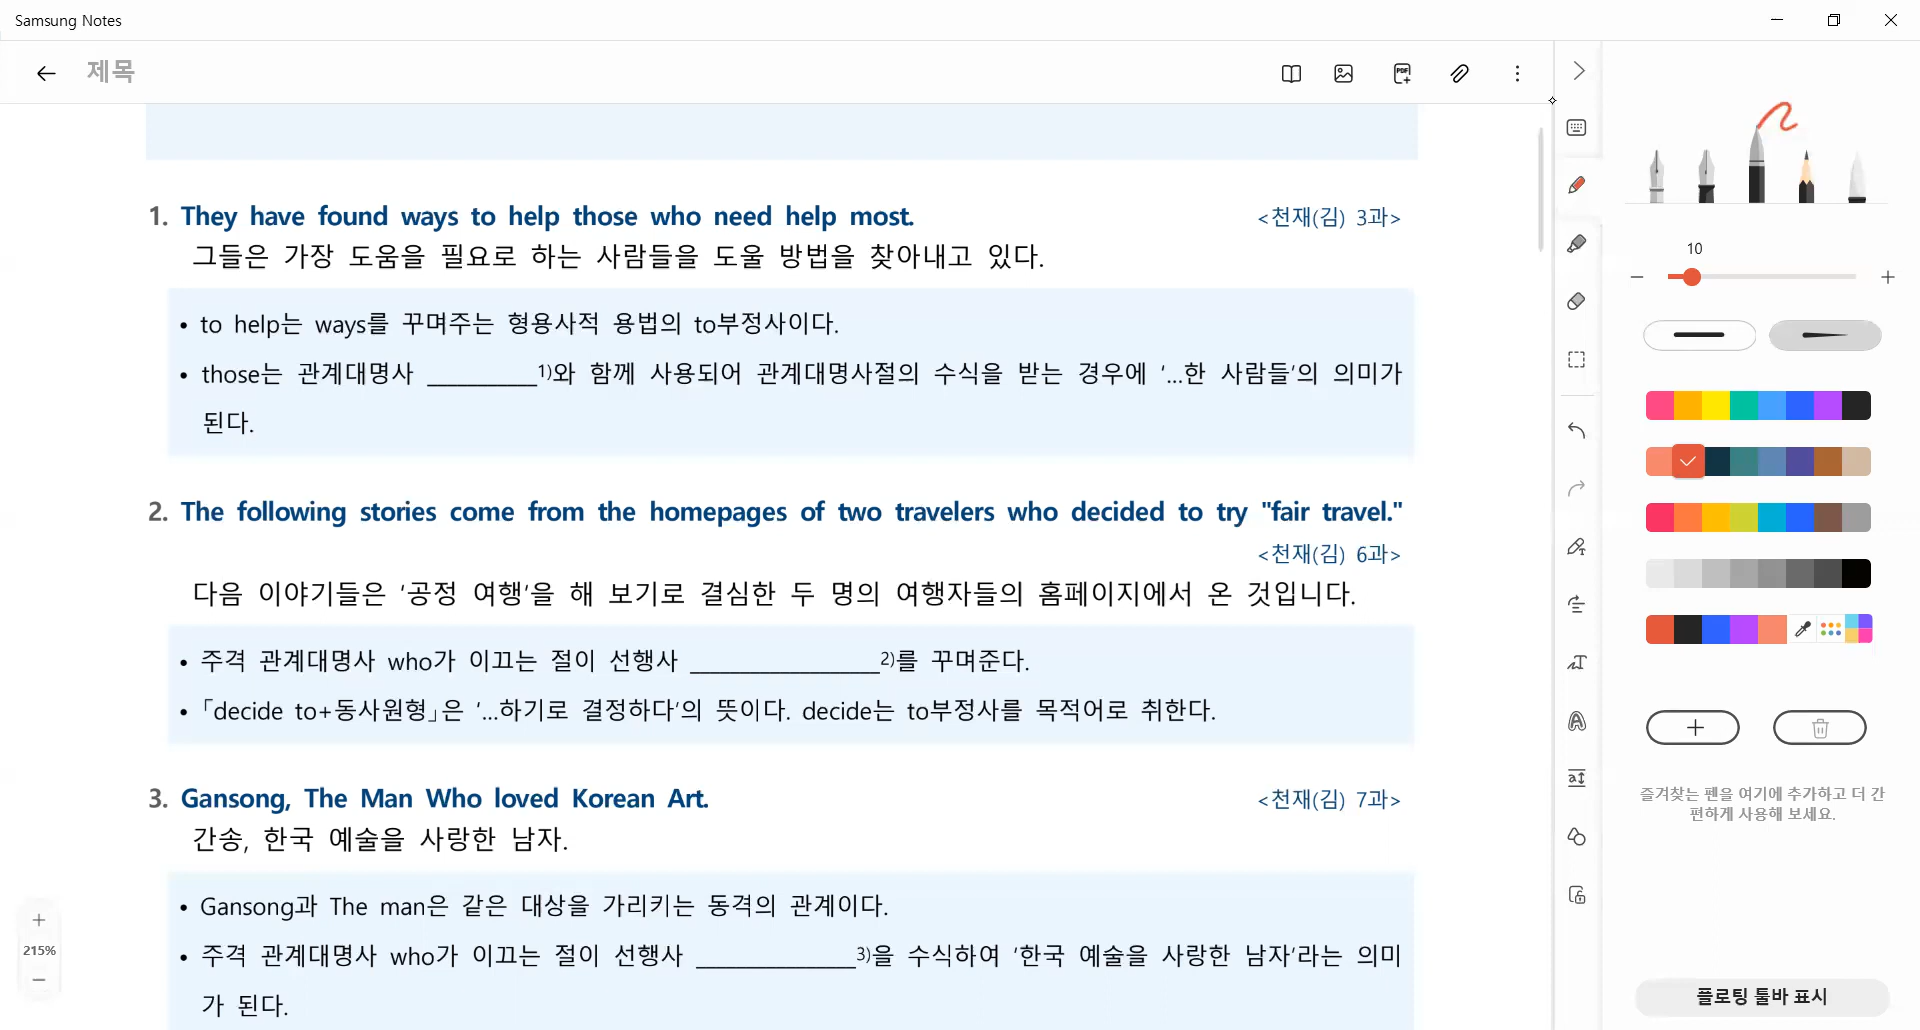 Samsung Notes
제목
1. They have found ways to help those who need help most. <천재(김) 3과>
그들은 가장 도움을 필요로 하는 사람들을 도울 방법을 찾아내고 있다.
• to help는 ways를 꾸며주는 형용사적 용법의 to부정사이다.
• those는 관계대명사 ___________1)와 함께 사용되어 관계대명사절의 수식을 받는 경우에 '...한 사람들'의 의미가
된다.
2. The following stories come from the homepages of two travelers who decided to try "fair travel."
<천재(김) 6과>
다음 이야기들은 '공정 여행'을 해 보기로 결심한 두 명의 여행자들의 홈페이지에서 온 것입니다.
• 주격 관계대명사 who가 이끄는 절이 선행사 ___________________2)를 꾸며준다.
• 「decide to+동사원형」은 '...하기로 결정하다'의 뜻이다. decide는 to부정사를 목적어로 취한다.
3. Gansong, The Man Who loved Korean Art. <천재(김) 7과>
간송, 한국 예술을 사랑한 남자.
• Gansong과 The man은 같은 대상을 가리키는 동격의 관계이다.
• 주격 관계대명사 who가 이끄는 절이 선행사 ________________3)을 수식하여 '한국 예술을 사랑한 남자'라는 의미
가 된다.
215%
PDF
10
즐겨찾는 펜을 여기에 추가하고 더 간
편하게 사용해 보세요.
플로팅 툴바 표시